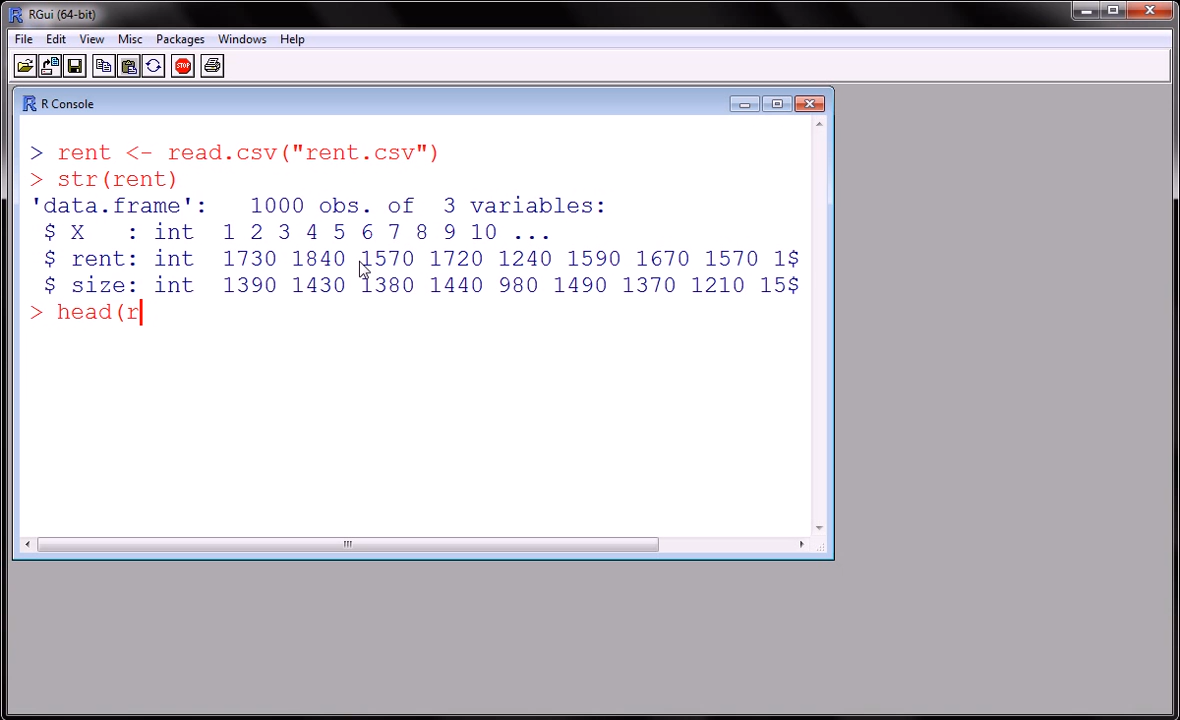 RGui (64-bit)
File Edit View Misc Packages Windows Help
STOP
R Console
> rent <- read.csv("rent.csv")
> str(rent)
'data.frame':   1000 obs. of  3 variables:
 $ X   : int  1 2 3 4 5 6 7 8 9 10 ...
 $ rent: int  1730 1840 1570 1720 1240 1590 1670 1570 1$
 $ size: int  1390 1430 1380 1440 980 1490 1370 1210 15$
> head(r